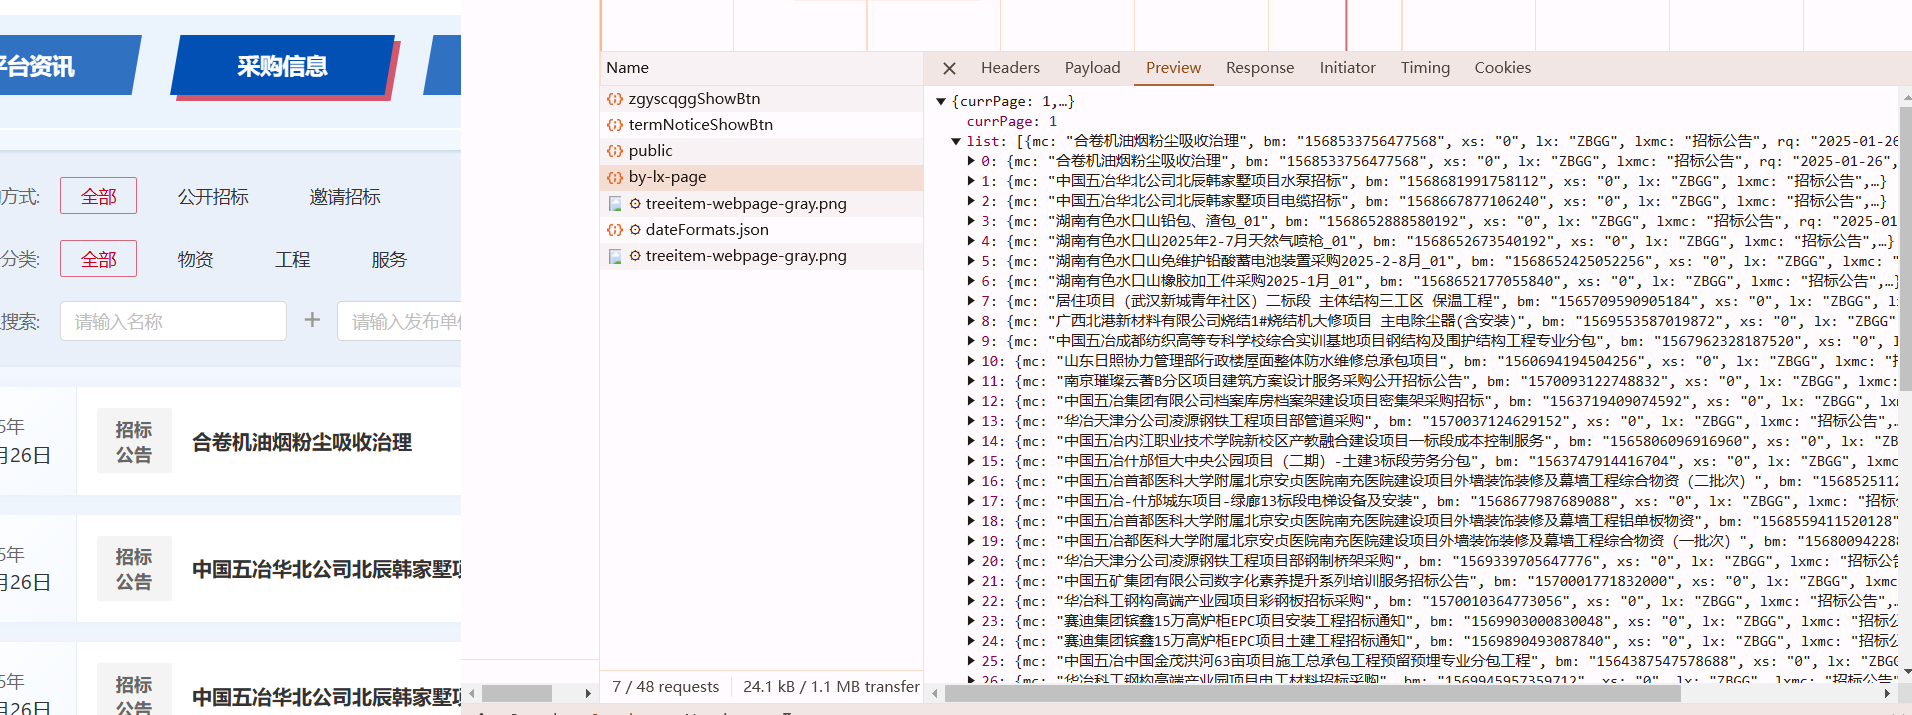 平台资讯
采购信息
方式:
全部
公开招标
邀请招标
分类:
全部
物资
工程
服务
搜索:
请输入名称
+
请输入发布单位
5年
月26日
招标
公告
合卷机油烟粉尘吸收治理
5年
月26日
招标
公告
中国五冶华北公司北辰韩家墅项
5年
月26日
招标
公告
中国五冶华北公司北辰韩家墅项
Name
zgyscqggShowBtn
termNoticeShowBtn
public
by-lx-page
treeitem-webpage-gray.png
dateFormats.json
treeitem-webpage-gray.png
7 / 48 requests
24.1 kB / 1.1 MB transfer
Headers
Payload
Preview
Response
Initiator
Timing
Cookies
{currPage: 1,…}
currPage: 1
list: [{mc: "合卷机油烟粉尘吸收治理", bm: "1568533756477568", xs: "0", lx: "ZBGG", lxmc: "招标公告", rq: "2025-01-26
0: {mc: "合卷机油烟粉尘吸收治理", bm: "1568533756477568", xs: "0", lx: "ZBGG", lxmc: "招标公告", rq: "2025-01-26",
1: {mc: "中国五冶华北公司北辰韩家墅项目水泵招标", bm: "1568681991758112", xs: "0", lx: "ZBGG", lxmc: "招标公告",…}
2: {mc: "中国五冶华北公司北辰韩家墅项目电缆招标", bm: "1568667877106240", xs: "0", lx: "ZBGG", lxmc: "招标公告",…}
3: {mc: "湖南有色水口山铅包、渣包_01", bm: "1568652888580192", xs: "0", lx: "ZBGG", lxmc: "招标公告", rq: "2025-01
4: {mc: "湖南有色水口山2025年2-7月天然气喷枪_01", bm: "1568652673540192", xs: "0", lx: "ZBGG", lxmc: "招标公告",…}
5: {mc: "湖南有色水口山免维护铅酸蓄电池装置采购2025-2-8月_01", bm: "1568652425052256", xs: "0", lx: "ZBGG", lxmc: "
6: {mc: "湖南有色水口山橡胶加工件采购2025-1月_01", bm: "1568652177055840", xs: "0", lx: "ZBGG", lxmc: "招标公告",…}
7: {mc: "居住项目（武汉新城青年社区）二标段 主体结构三工区 保温工程", bm: "1565709590905184", xs: "0", lx: "ZBGG", lxmc:
8: {mc: "广西北港新材料有限公司烧结1#烧结机大修项目 主电除尘器(含安装)", bm: "1569553587019872", xs: "0", lx: "ZBGG"
9: {mc: "中国五冶成都纺织高等专科学校综合实训基地项目钢结构及围护结构工程专业分包", bm: "1567962328187520", xs: "0", l
10: {mc: "山东日照协力管理部行政楼屋面整体防水维修总承包项目", bm: "1560694194504256", xs: "0", lx: "ZBGG", lxmc: "
11: {mc: "南京璀璨云著B分区项目建筑方案设计服务采购公开招标公告", bm: "1570093122748832", xs: "0", lx: "ZBGG", lxmc:
12: {mc: "中国五冶集团有限公司档案库房档案架建设项目密集架采购招标", bm: "1563719409074592", xs: "0", lx: "ZBGG", lxmc:
13: {mc: "华冶天津分公司凌源钢铁工程项目部管道采购", bm: "1570037124629152", xs: "0", lx: "ZBGG", lxmc: "招标公告",
14: {mc: "中国五冶内江职业技术学院新校区产教融合建设项目一标段成本控制服务", bm: "1565806096916960", xs: "0", lx: "ZB
15: {mc: "中国五冶什邡恒大中央公园项目（二期）-土建3标段劳务分包", bm: "1563747914416704", xs: "0", lx: "ZBGG", lxmc:
16: {mc: "中国五冶首都医科大学附属北京安贞医院南充医院建设项目外墙装饰装修及幕墙工程综合物资（二批次）", bm: "1568525112
17: {mc: "中国五冶-什邡城东项目-绿廊13标段电梯设备及安装", bm: "1568677987689088", xs: "0", lx: "ZBGG", lxmc: "招标
18: {mc: "中国五冶首都医科大学附属北京安贞医院南充医院建设项目外墙装饰装修及幕墙工程铝单板物资", bm: "1568559411520128"
19: {mc: "中国五冶都医科大学附属北京安贞医院南充医院建设项目外墙装饰装修及幕墙工程综合物资（一批次）", bm: "156800942288
20: {mc: "华冶天津分公司凌源钢铁工程项目部钢制桥架采购", bm: "1569339705647776", xs: "0", lx: "ZBGG", lxmc: "招标公
21: {mc: "中国五矿集团有限公司数字化素养提升系列培训服务招标公告", bm: "1570001771832000", xs: "0", lx: "ZBGG", lxmc
22: {mc: "华冶科工钢构高端产业园项目彩钢板招标采购", bm: "1570010364773056", xs: "0", lx: "ZBGG", lxmc: "招标公告",…
23: {mc: "赛迪集团镔鑫15万高炉柜EPC项目安装工程招标通知", bm: "1569903000830048", xs: "0", lx: "ZBGG", lxmc: "招标公
24: {mc: "赛迪集团镔鑫15万高炉柜EPC项目土建工程招标通知", bm: "1569890493087840", xs: "0", lx: "ZBGG", lxmc: "招标公
25: {mc: "中国五冶中国金茂洪河63亩项目施工总承包工程预留预埋专业分包工程", bm: "1564387547578688", xs: "0", lx: "ZBGG"
26: {mc: "华冶科工钢构高端产业园项目电工材料招标采购", bm: "1569945957359712", xs: "0", lx: "ZBGG", lxmc: "招标公